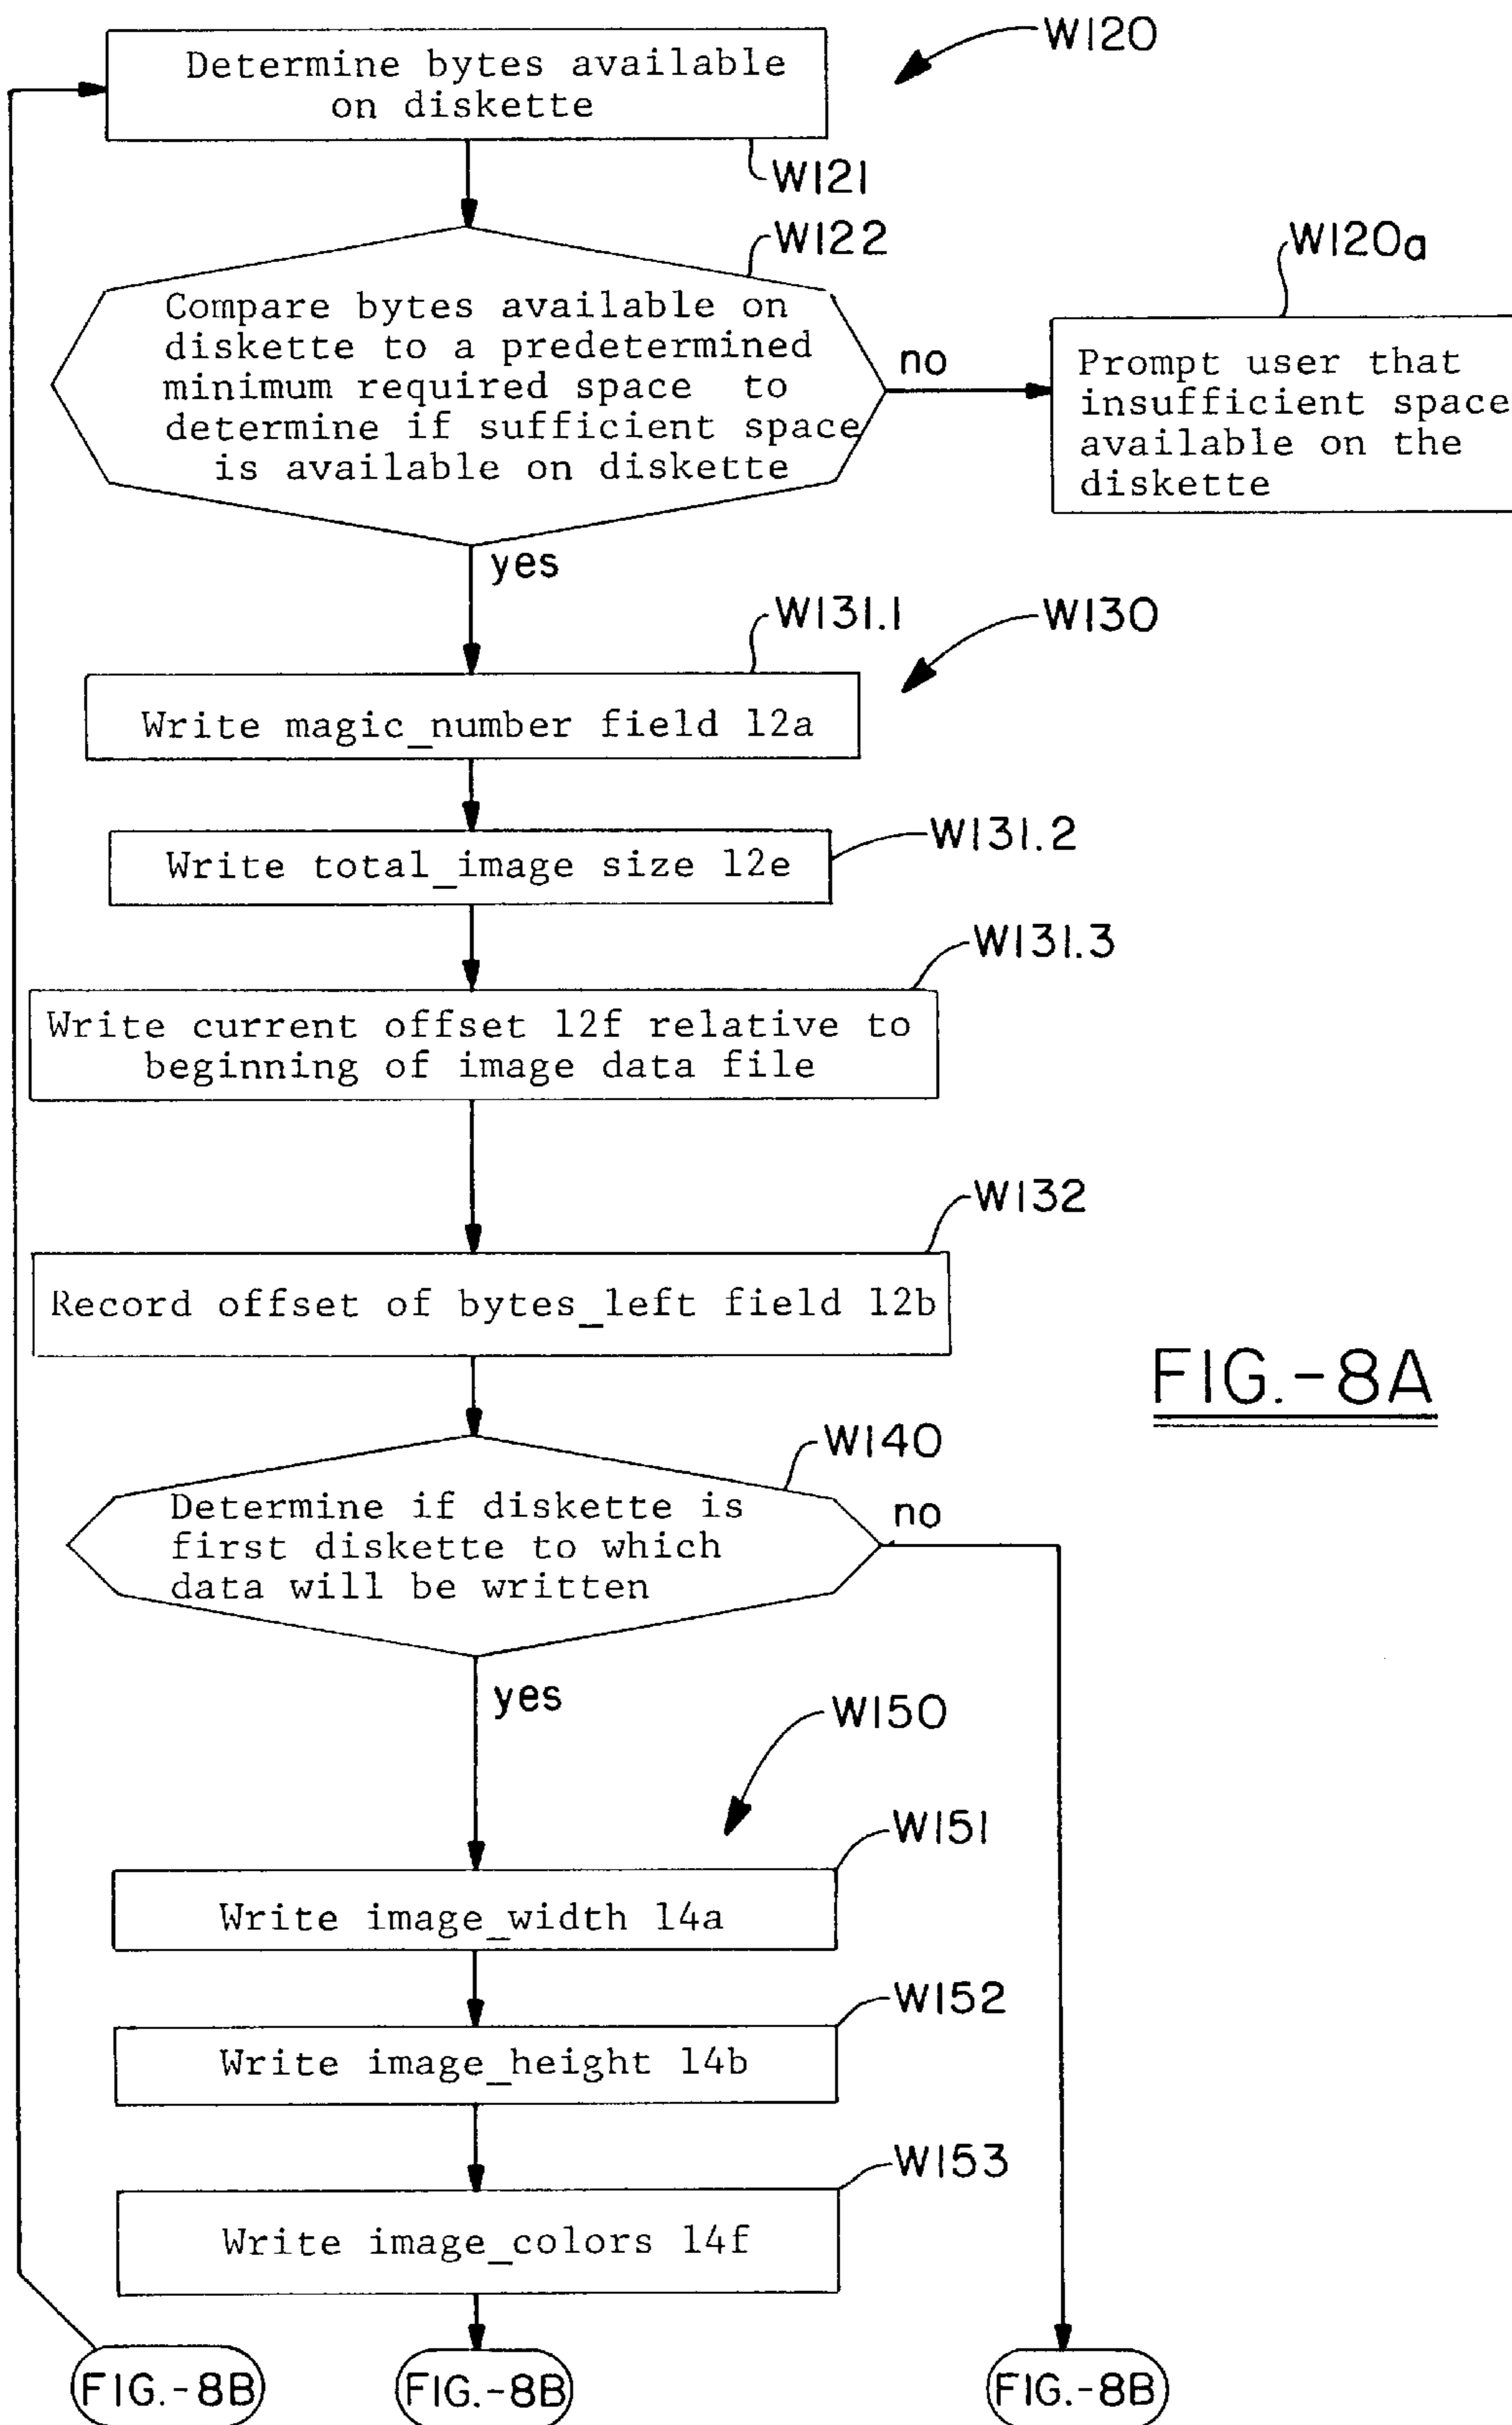 W120
Determine bytes available
on diskette
W121
W122
Compare bytes available on
diskette to a predetermined
minimum required space to
determine if sufficient space
is available on diskette
no
W120a
Prompt user that
insufficient space
available on the
diskette
yes
W131.1
W130
Write magic_number field 12a
W131.2
Write total_image size 12e
W131.3
Write current offset 12f relative to
beginning of image data file
W132
Record offset of bytes_left field 12b
FIG.-8A
W140
Determine if diskette is
first diskette to which
data will be written
no
yes
W150
W151
Write image_width 14a
W152
Write image_height 14b
W153
Write image_colors 14f
FIG.-8B
FIG.-8B
FIG.-8B